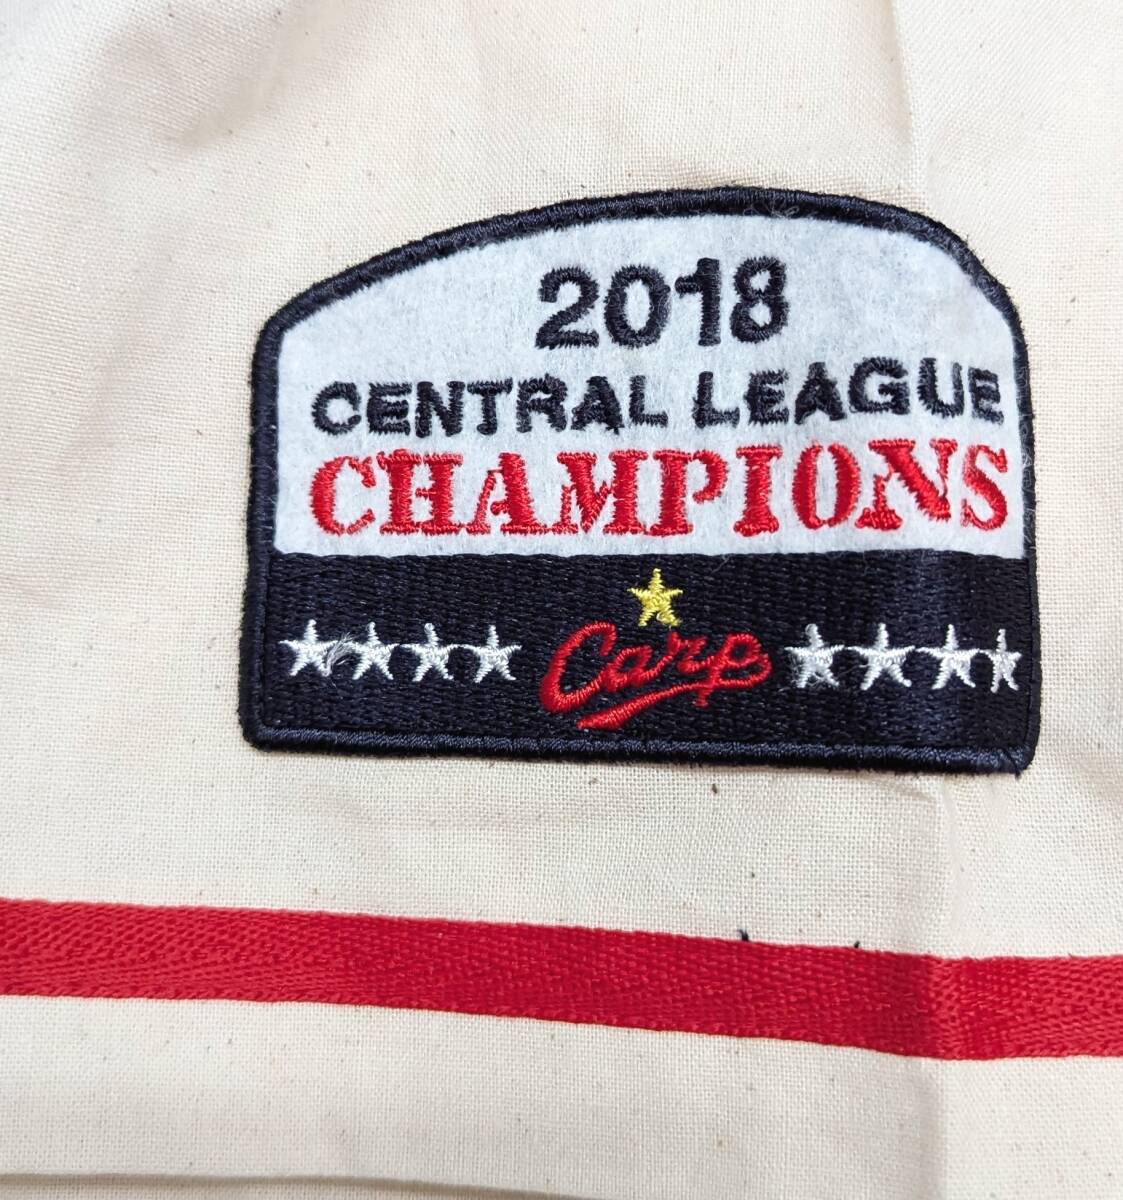 2018
CENTRAL LEAGUE
CHAMPIONS
Carp